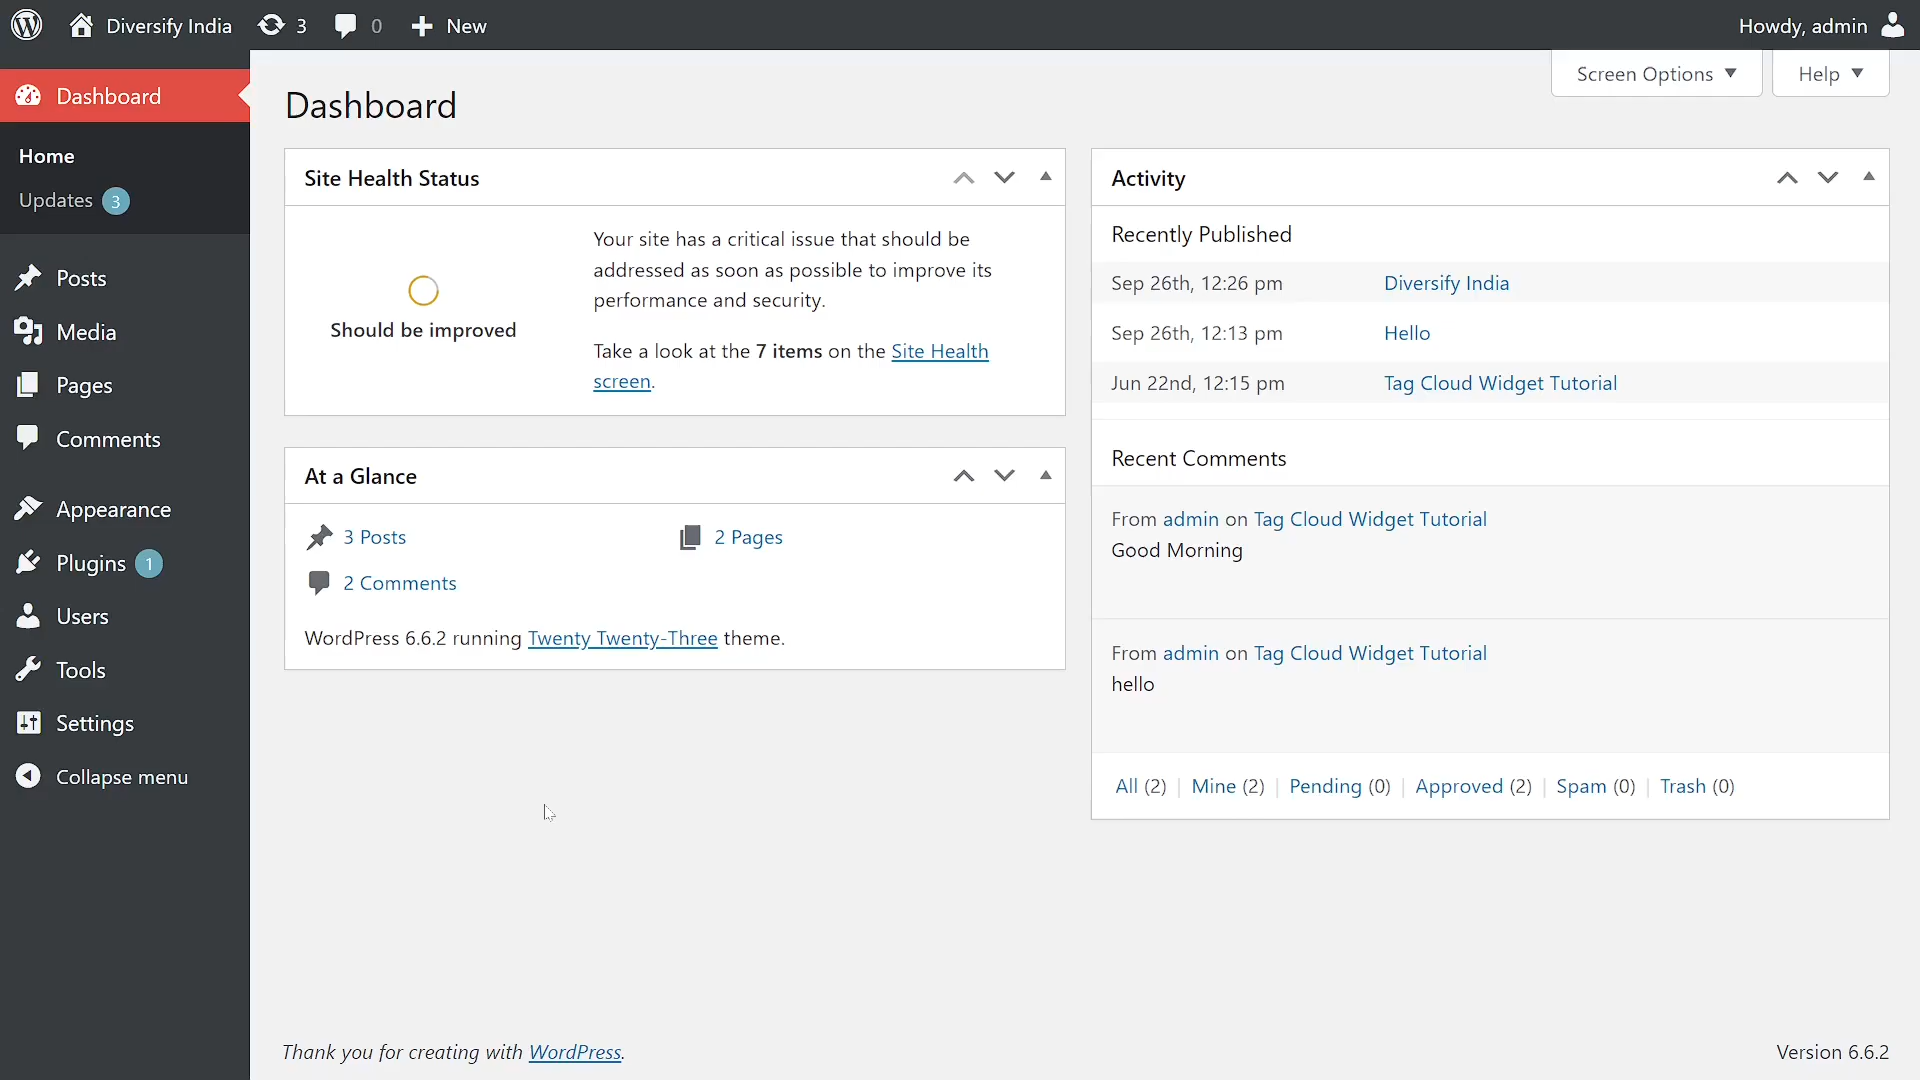 Diversify India 3 0 New Howdy, admin
Screen Options Help
Dashboard
Home
Updates 3
Posts
Media
Pages
Comments
Appearance
Plugins 1
Users
Tools
Settings
Collapse menu
Dashboard
Site Health Status
Should be improved
Your site has a critical issue that should be
addressed as soon as possible to improve its
performance and security.
Take a look at the 7 items on the Site Health
screen.
At a Glance
3 Posts 2 Pages
2 Comments
WordPress 6.6.2 running Twenty Twenty-Three theme.
Activity
Recently Published
Sep 26th, 12:26 pm Diversify India
Sep 26th, 12:13 pm Hello
Jun 22nd, 12:15 pm Tag Cloud Widget Tutorial
Recent Comments
From admin on Tag Cloud Widget Tutorial
Good Morning
From admin on Tag Cloud Widget Tutorial
hello
All (2) | Mine (2) | Pending (0) | Approved (2) | Spam (0) | Trash (0)
Thank you for creating with WordPress.
Version 6.6.2